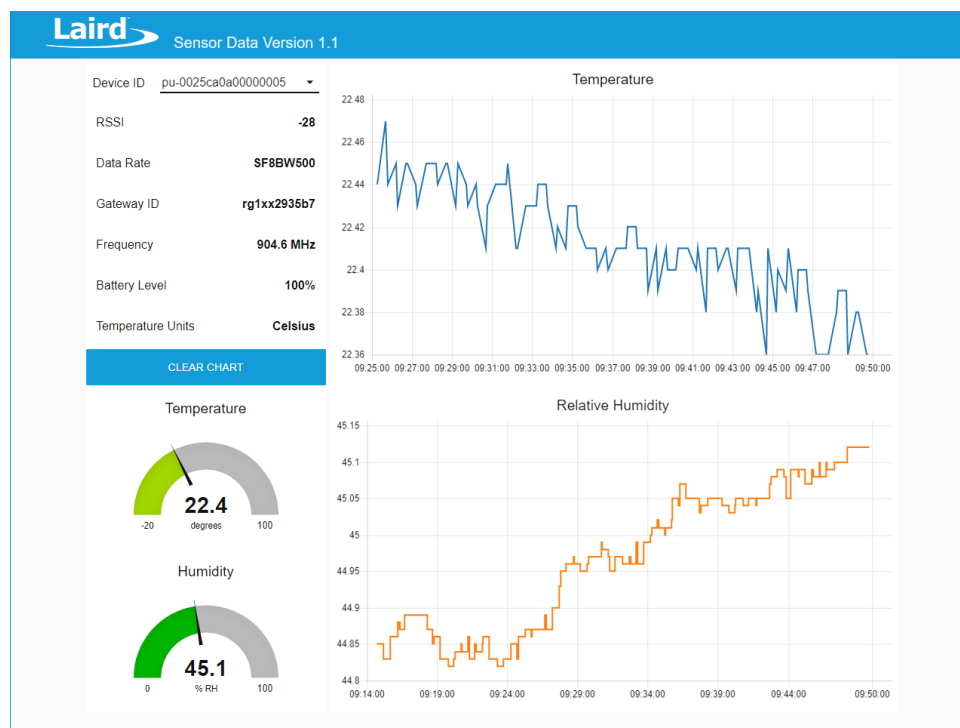 Laird
Sensor Data Version 1.1
Device ID pu-0025ca0a00000005
RSSI -28
Data Rate SF8BW500
Gateway ID rg1xx2935b7
Frequency 904.6 MHz
Battery Level 100%
Temperature Units Celsius
CLEAR CHART
Temperature
22.4
-20 degrees 100
Humidity
45.1
0 % RH 100
Temperature
22.48
22.46
22.44
22.42
22.4
22.38
22.36
09:25:00 09:27:00 09:29:00 09:31:00 09:33:00 09:35:00 09:37:00 09:39:00 09:41:00 09:43:00 09:45:00 09:47:00 09:50:00
Relative Humidity
45.15
45.1
45.05
45
44.95
44.9
44.85
44.8
09:14:00 09:19:00 09:24:00 09:29:00 09:34:00 09:39:00 09:44:00 09:50:00